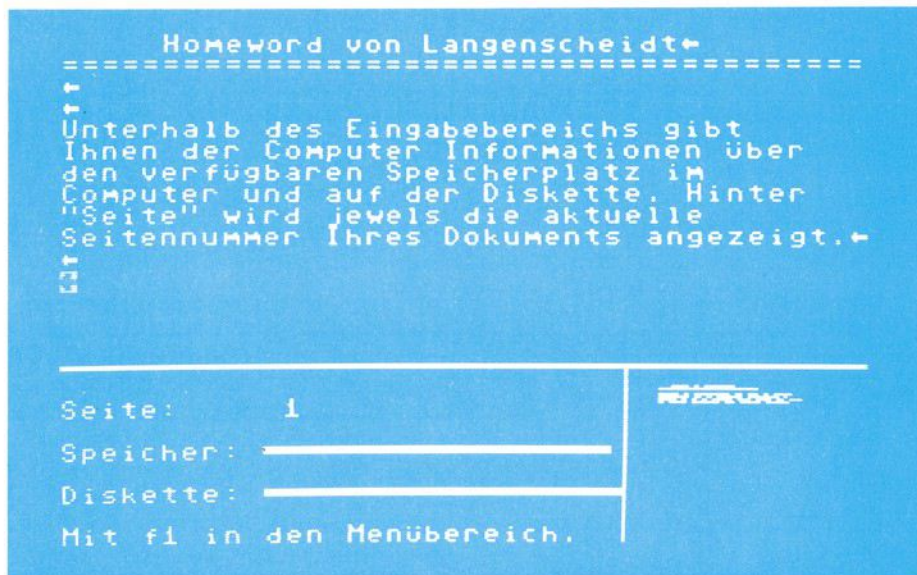 Homeword von Langenscheidt←
========================================
←
←
Unterhalb des Eingabebereichs gibt
Ihnen der Computer Informationen über
den verfügbaren Speicherplatz im
Computer und auf der Diskette. Hinter
"Seite" wird jewels die aktuelle
Seitennummer Ihres Dokuments angezeigt.←
←
Seite: 1
Speicher:
Diskette:
Mit f1 in den Menübereich.